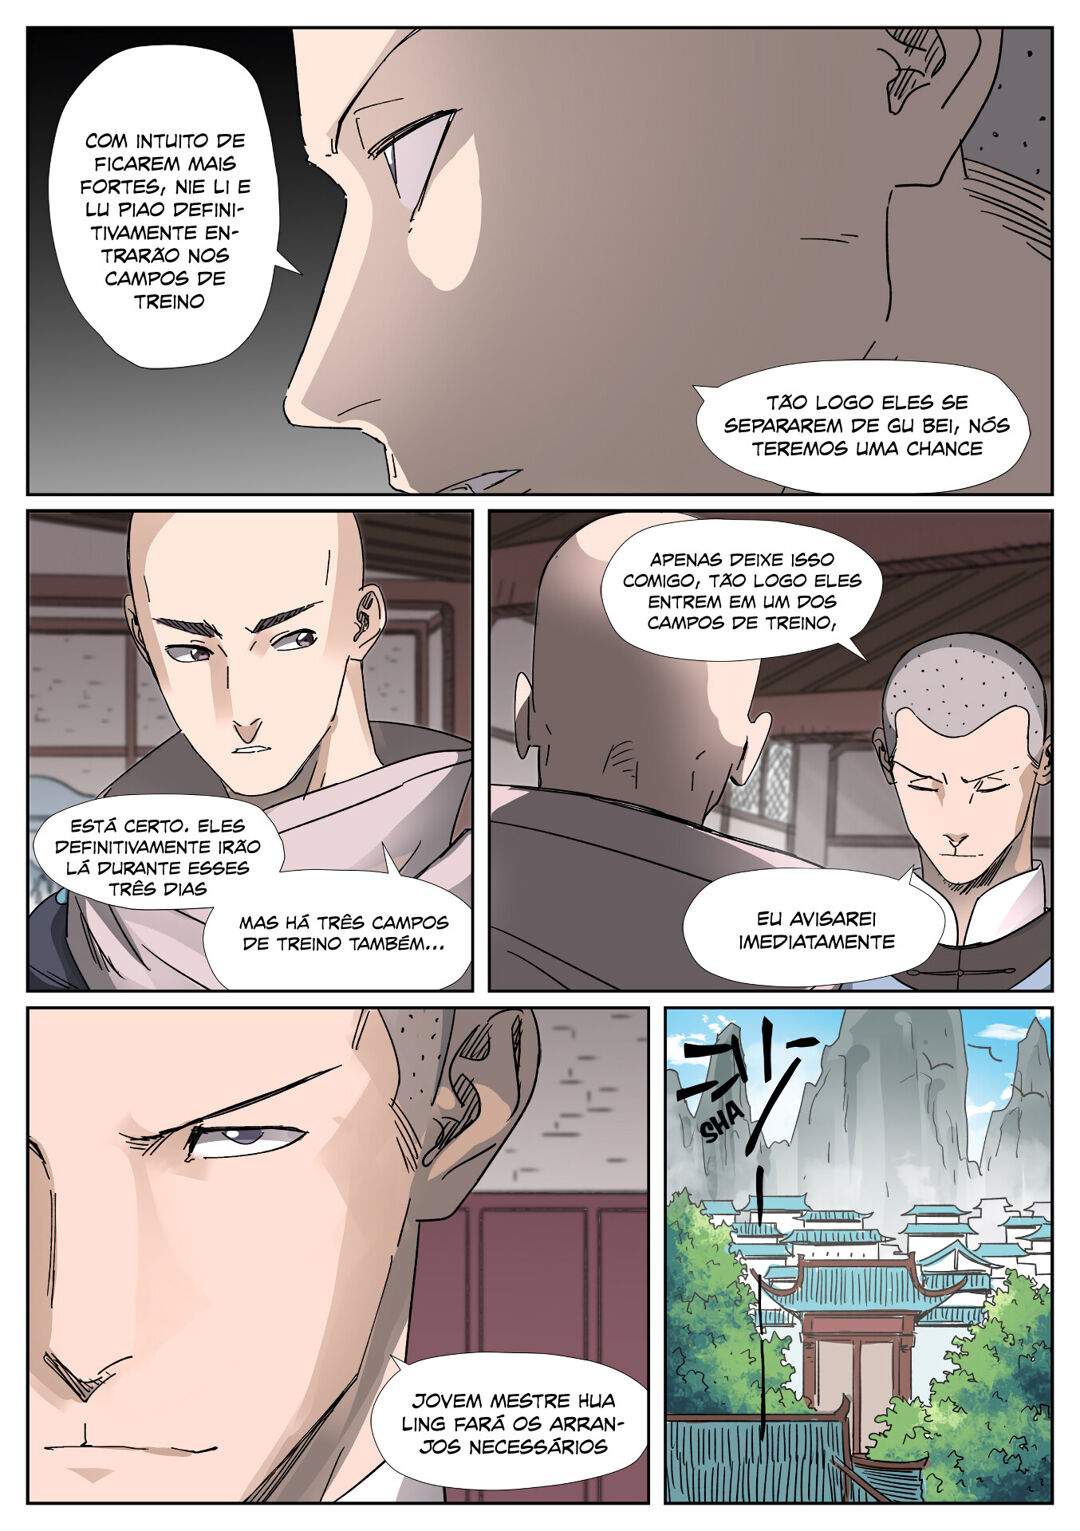 COM INTUITO DE
FICAREM MAIS
FORTES, NIE LI E
LU PIAO DEFINI-
TIVAMENTE EN-
TRARÃO NOS
CAMPOS DE
TREINO
TÃO LOGO ELES SE
SEPARAREM DE GU BEI, NÓS
TEREMOS UMA CHANCE
ESTÁ CERTO. ELES
DEFINITIVAMENTE IRÃO
LÁ DURANTE ESSES
TRÊS DIAS
MAS HÁ TRÊS CAMPOS
DE TREINO TAMBÉM...
APENAS DEIXE ISSO
COMIGO, TÃO LOGO ELES
ENTREM EM UM DOS
CAMPOS DE TREINO,
EU AVISAREI
IMEDIATAMENTE
JOVEM MESTRE HUA
LING FARÁ OS ARRAN-
JOS NECESSÁRIOS
SHA